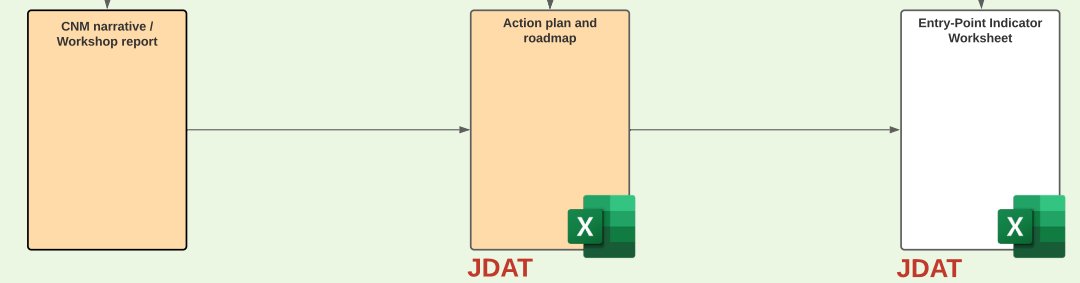 CNM narrative /
Workshop report
Action plan and
roadmap
Entry-Point Indicator
Worksheet
X
X
JDAT
JDAT